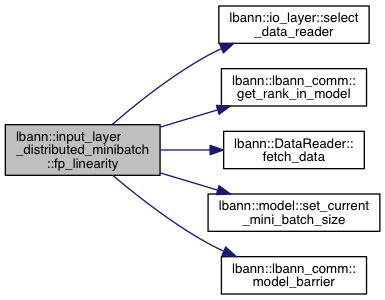 lbann::io_layer::select
_data_reader
lbann::lbann_comm::
get_rank_in_model
lbann::input_layer
_distributed_minibatch
::fp_linearity
lbann::DataReader::
fetch_data
lbann::model::set_current
_mini_batch_size
lbann::lbann_comm::
model_barrier